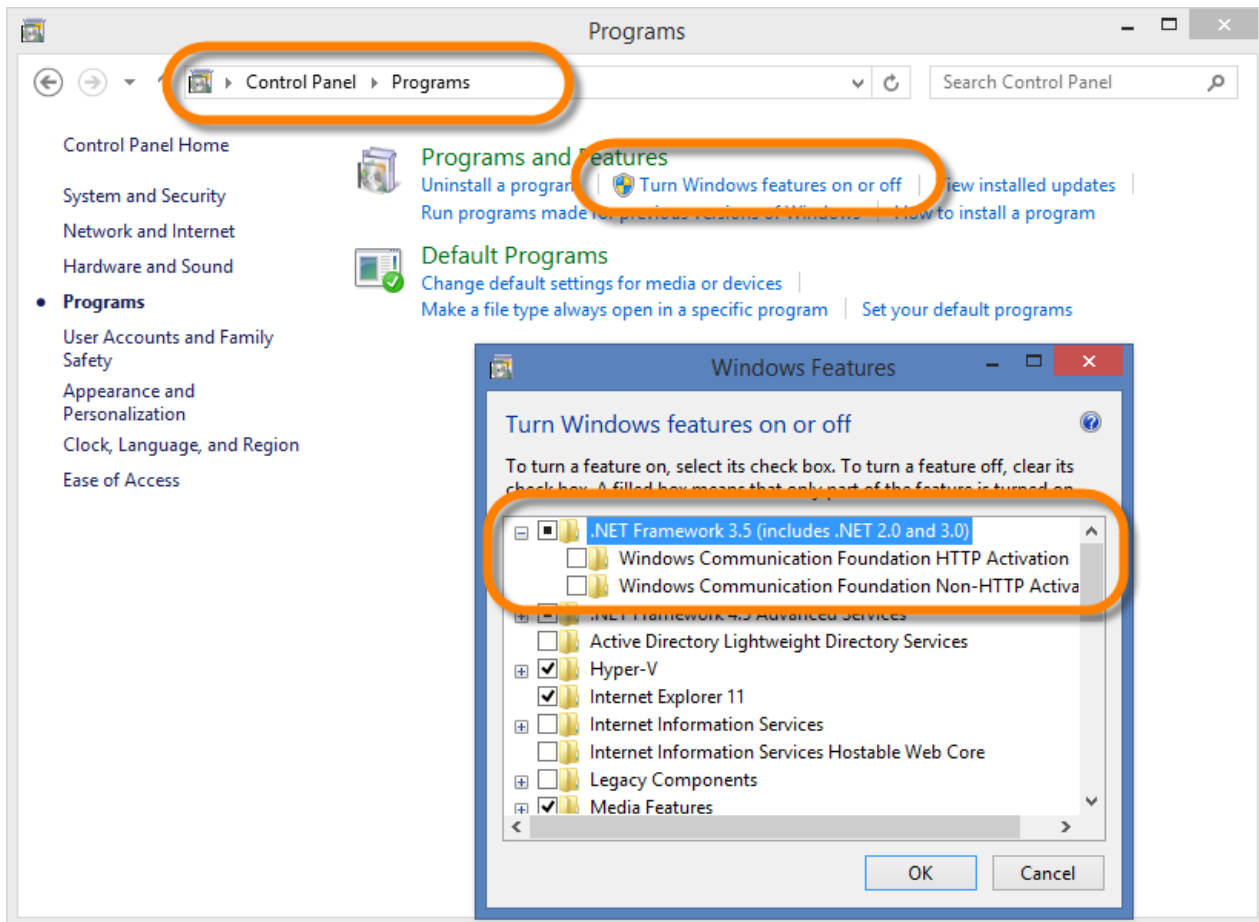 Programs
Control Panel Programs
Search Control Panel
Control Panel Home
System and Security
Network and Internet
Hardware and Sound
Programs
User Accounts and Family
Safety
Appearance and
Personalization
Clock, Language, and Region
Ease of Access
Programs and Features
Uninstall a program Turn Windows features on or off View installed updates
Run programs made for previous versions of Windows How to install a program
Default Programs
Change default settings for media or devices
Make a file type always open in a specific program Set your default programs
Windows Features
Turn Windows features on or off
To turn a feature on, select its check box. To turn a feature off, clear its
check box. A filled box means that only part of the feature is turned on.
.NET Framework 3.5 (includes .NET 2.0 and 3.0)
Windows Communication Foundation HTTP Activation
Windows Communication Foundation Non-HTTP Activa
.NET Framework 4.5 Advanced Services
Active Directory Lightweight Directory Services
Hyper-V
Internet Explorer 11
Internet Information Services
Internet Information Services Hostable Web Core
Legacy Components
Media Features
OK Cancel